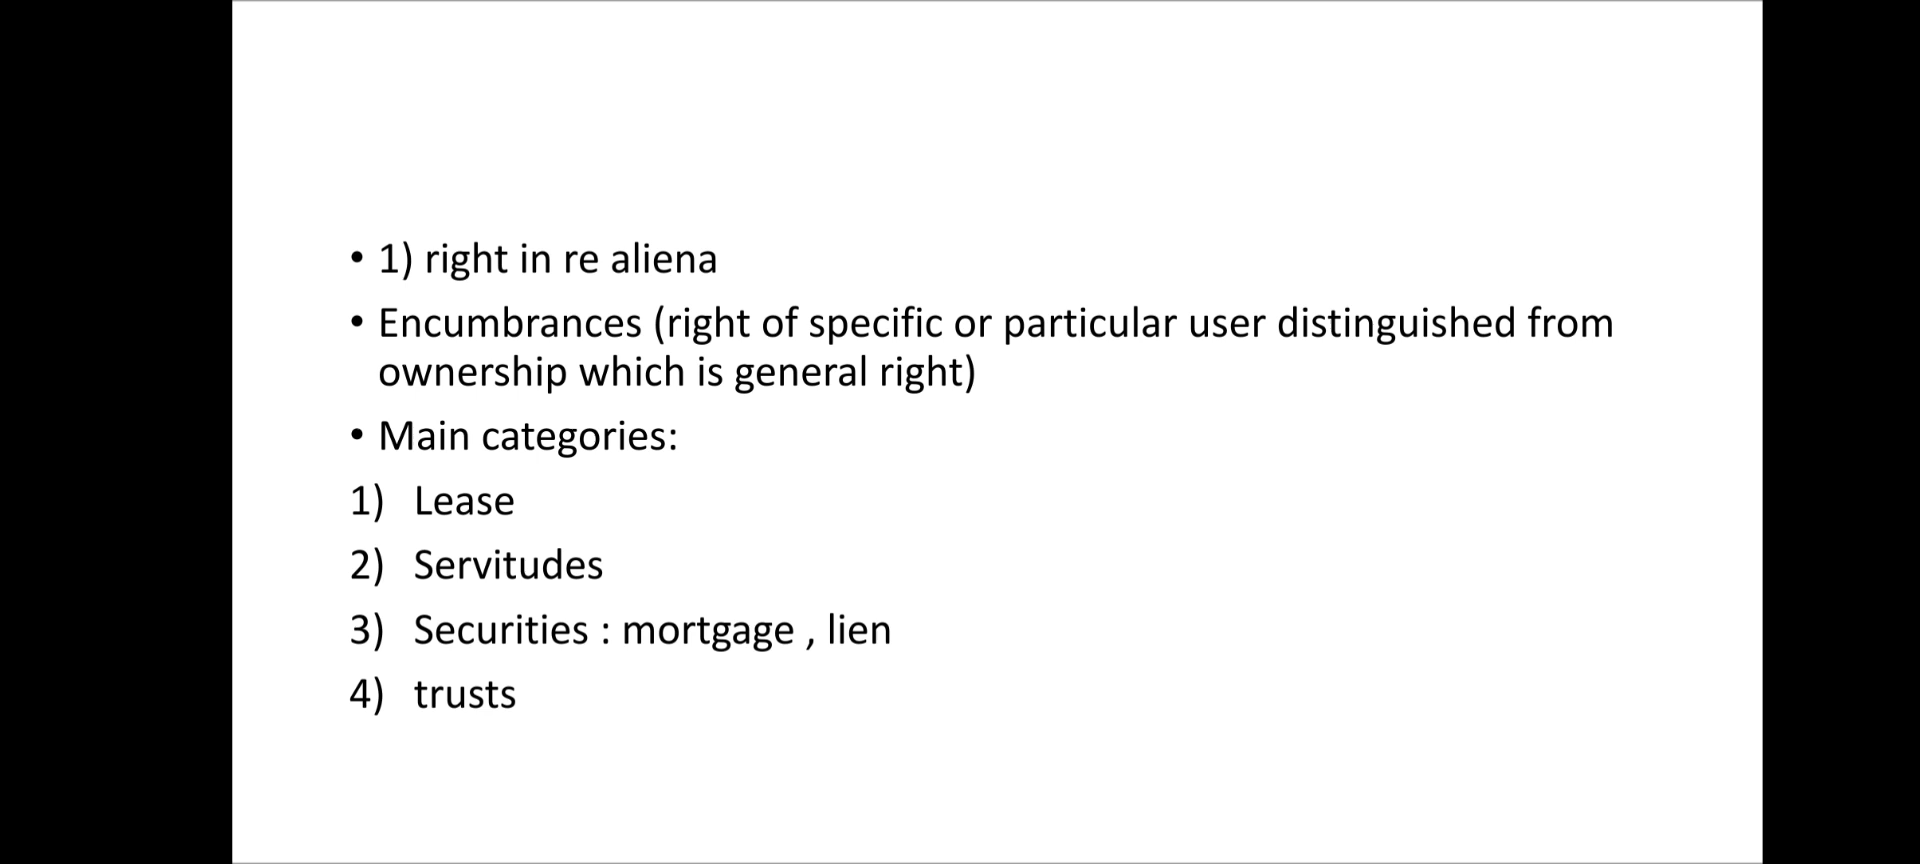 • 1) right in re aliena
• Encumbrances (right of specific or particular user distinguished from
ownership which is general right)
• Main categories:
1) Lease
2) Servitudes
3) Securities : mortgage , lien
4) trusts